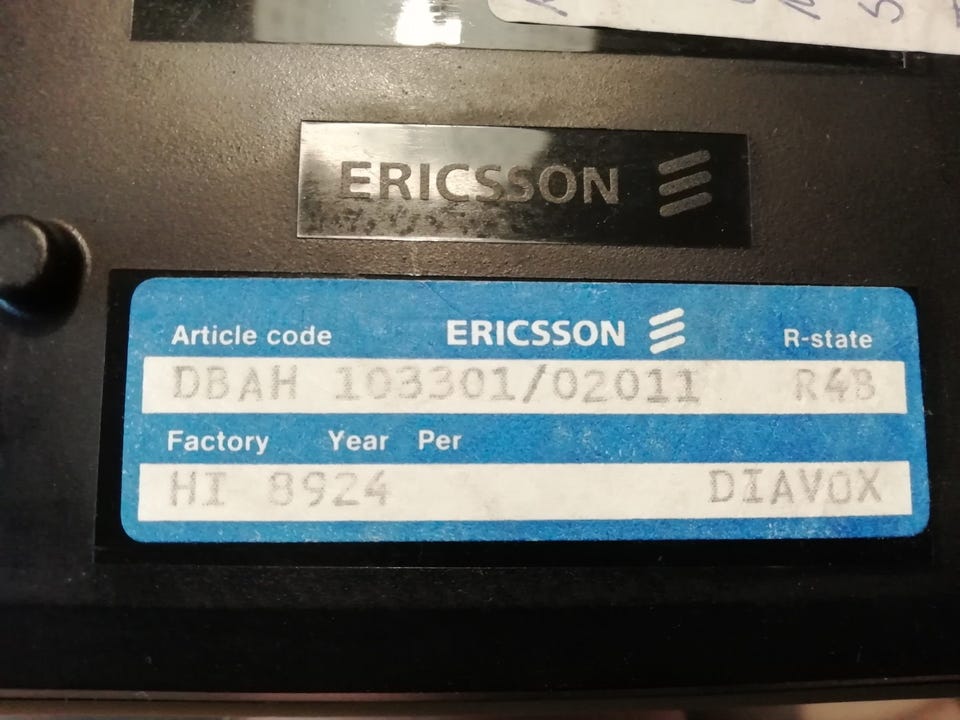 ERICSSON
Article code ERICSSON R-state
DBAH 103301/02011 R4B
Factory Year Per
HI 8924 DIAVOX